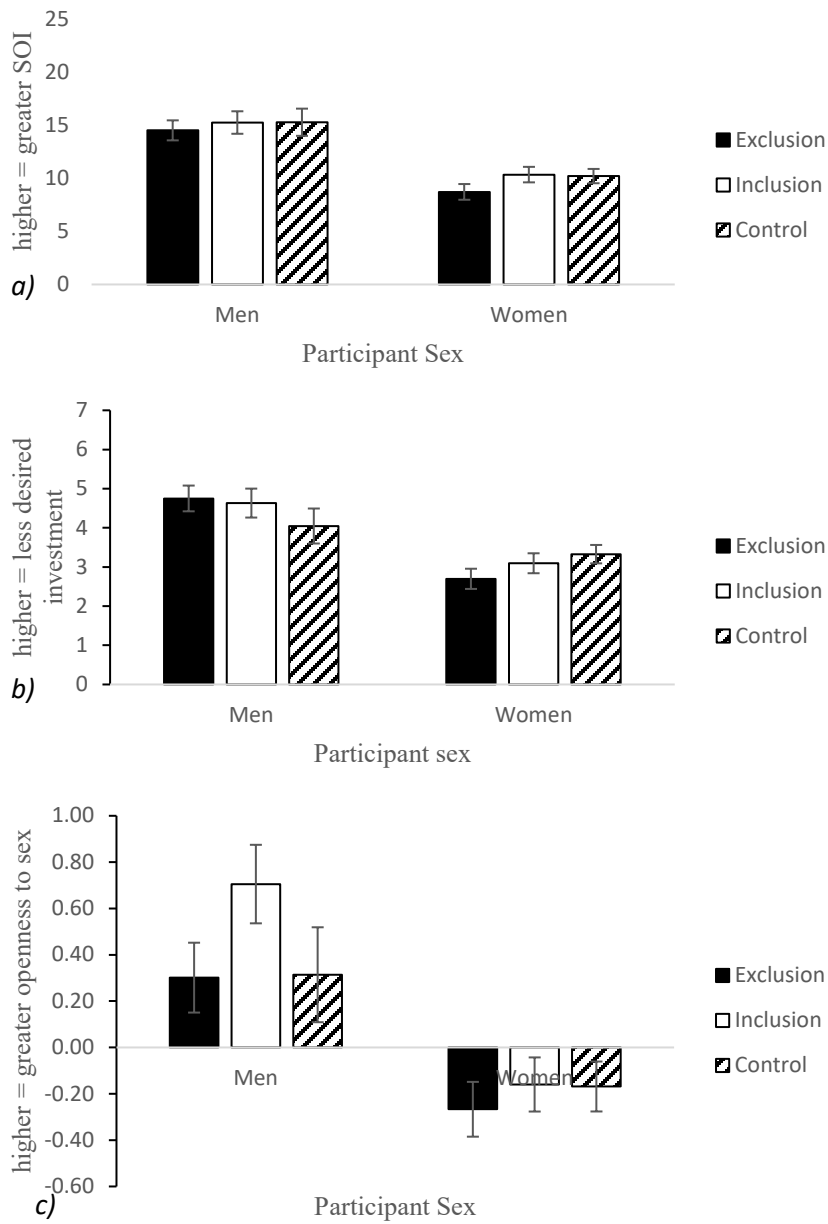 higher = greater SOI
25
20
15
10
5
0
a)
Men
Women
Participant Sex
Exclusion
Inclusion
Control
higher = less desired
investment
7
6
5
4
3
2
1
0
b)
Men
Women
Participant sex
Exclusion
Inclusion
Control
higher = greater openness to sex
1.00
0.80
0.60
0.40
0.20
0.00
-0.20
-0.40
-0.60
c)
Men
Women
Participant Sex
Exclusion
Inclusion
Control